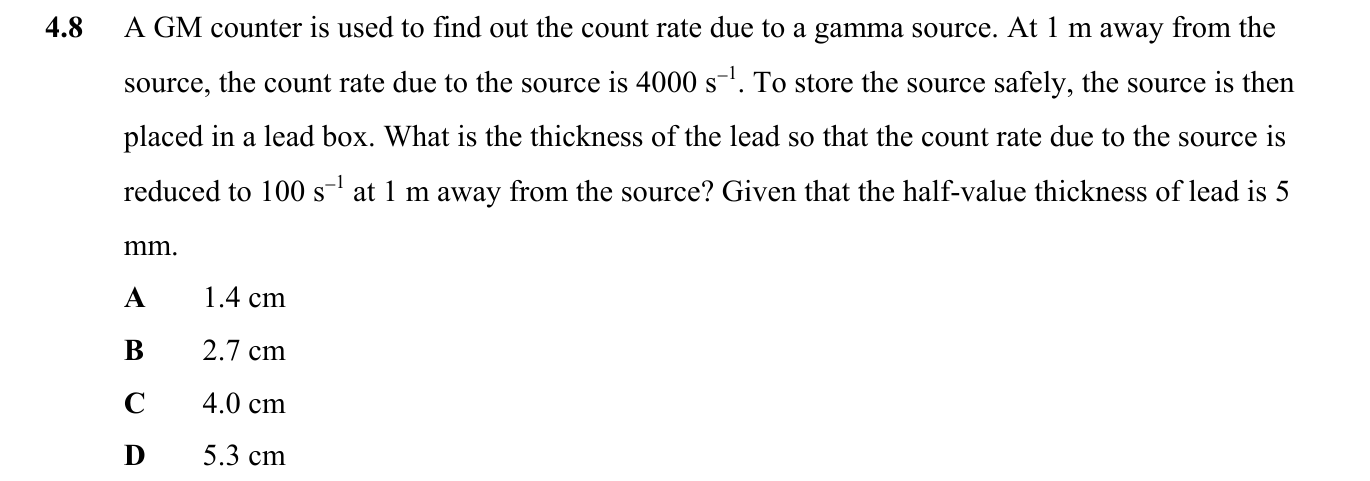 4.8 A GM counter is used to find out the count rate due to a gamma source. At 1 m away from the
source, the count rate due to the source is 4000 s⁻¹. To store the source safely, the source is then
placed in a lead box. What is the thickness of the lead so that the count rate due to the source is
reduced to 100 s⁻¹ at 1 m away from the source? Given that the half-value thickness of lead is 5
mm.
A 1.4 cm
B 2.7 cm
C 4.0 cm
D 5.3 cm